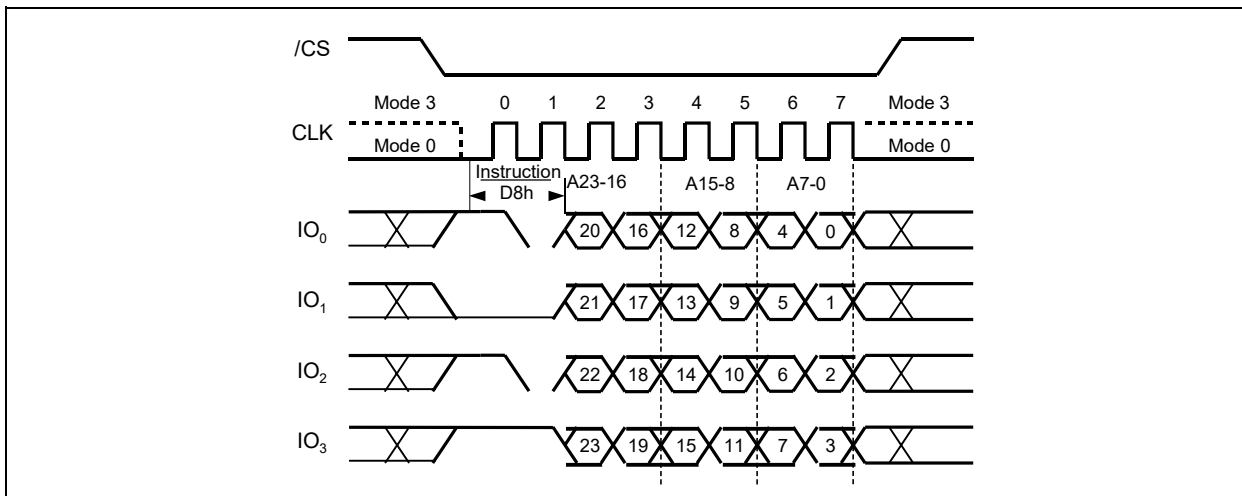 /CS
Mode 3 0 1 2 3 4 5 6 7 Mode 3
CLK
Mode 0 Mode 0
Instruction
D8h
A23-16 A15-8 A7-0
IO0 20 16 12 8 4 0
IO1 21 17 13 9 5 1
IO2 22 18 14 10 6 2
IO3 23 19 15 11 7 3